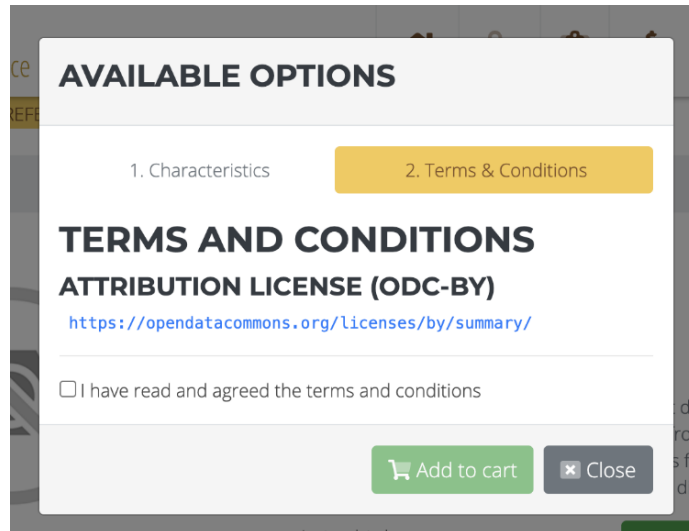 AVAILABLE OPTIONS
1. Characteristics
2. Terms & Conditions
TERMS AND CONDITIONS
ATTRIBUTION LICENSE (ODC-BY)
https://opendatacommons.org/licenses/by/summary/
I have read and agreed the terms and conditions
Add to cart
Close